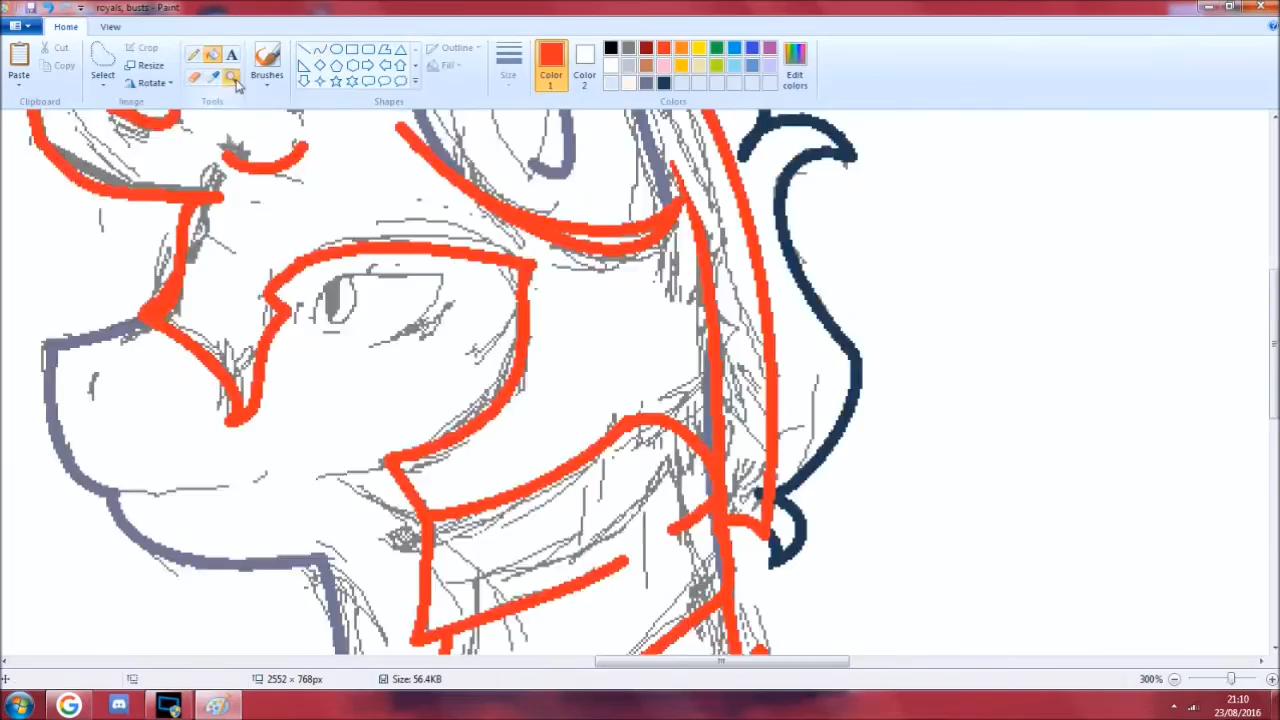 royals, busts - Paint
Home
View
Paste
Cut
Copy
Clipboard
Select
Crop
Resize
Rotate
Image
A
Tools
Brushes
Outline
Fill
Shapes
Size
Color 1
Color 2
Edit colors
Colors
2552 × 768px
Size: 56.4KB
300%
G
21:10
23/08/2016